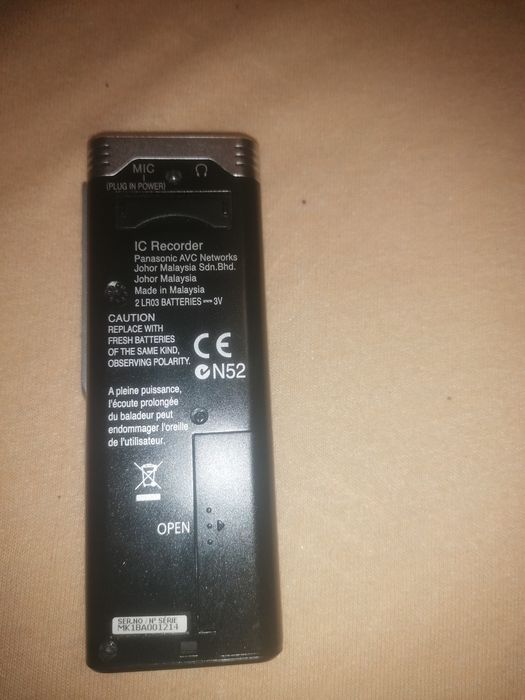 MIC
(PLUG IN POWER)
IC Recorder
Panasonic AVC Networks
Johor Malaysia Sdn.Bhd.
Johor Malaysia
Made in Malaysia
2 LR03 BATTERIES ⎓ 3V
CAUTION
REPLACE WITH
FRESH BATTERIES
OF THE SAME KIND,
OBSERVING POLARITY.
CE
N52
A pleine puissance,
l'écoute prolongée
du baladeur peut
endommager l'oreille
de l'utilisateur.
OPEN
SER.NO / Nº SÉRIE
MK1BA001214